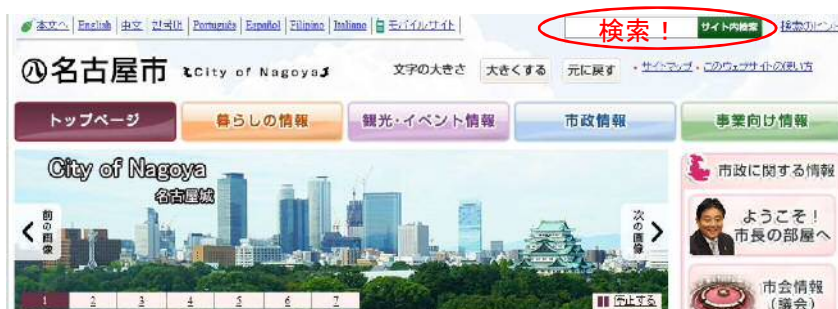 本文へ English 中文 한국어 Português Español Filipino Italiano モバイルサイト
検索！ サイト内検索 検索のヒント
名古屋市 City of Nagoya 文字の大きさ 大きくする 元に戻す ・サイトマップ ・このウェブサイトの使い方
トップページ 暮らしの情報 観光・イベント情報 市政情報 事業向け情報
City of Nagoya
名古屋城
前の画像
次の画像
1 2 3 4 5 6 7 停止する
市政に関する情報
ようこそ！
市長の部屋へ
市会情報
（議会）